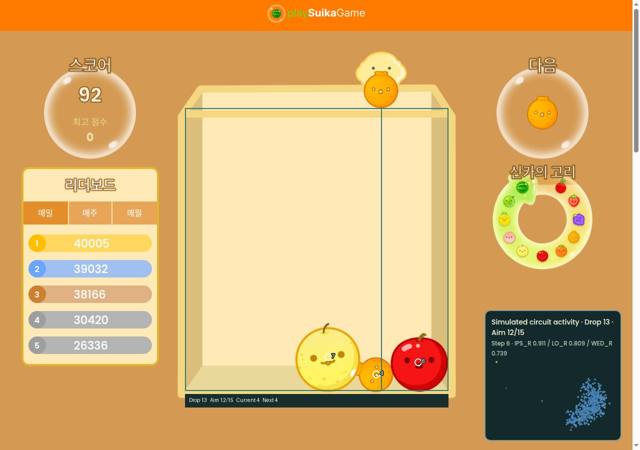 playSuikaGame
스코어
92
최고 점수
0
리더보드
매일
매주
매월
1 40005
2 39032
3 38166
4 30420
5 26336
다음
신카의 고리
Simulated circuit activity · Drop 13 ·
Aim 12/15
Step 6 · IPS_R 0.911 / LO_R 0.809 / WED_R
0.739
Drop 13 Aim 12/15 Current 4 Next 4